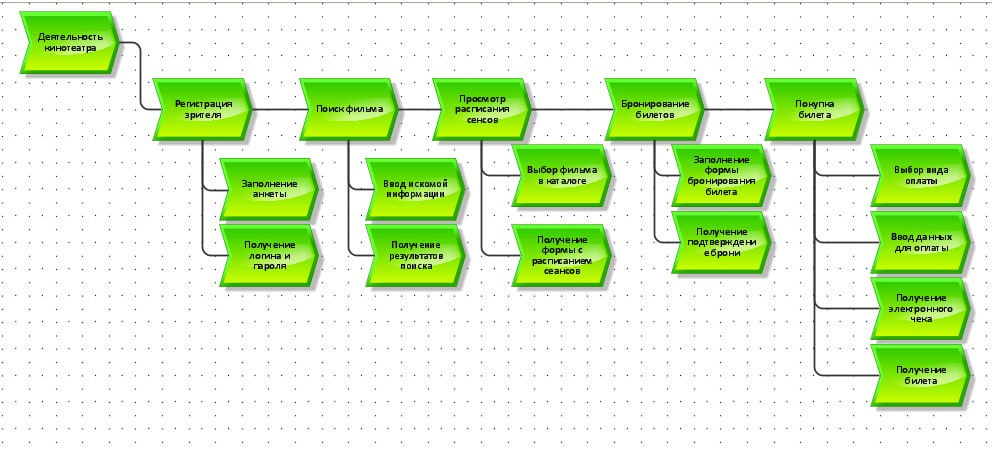 Деятельность
кинотеатра
Регистрация
зрителя
Поиск фильма
Просмотр
расписания
сенсов
Бронирование
билетов
Покупка
билета
Заполнение
анкеты
Получение
логина и
пароля
Ввод искомой
информации
Получение
результатов
поиска
Выбор фильма
в каталоге
Получение
формы с
расписанием
сеансов
Заполнение
формы
бронирования
билета
Получение
подтверждени
е брони
Выбор вида
оплаты
Ввод данных
для оплаты
Получение
электронного
чека
Получение
билета